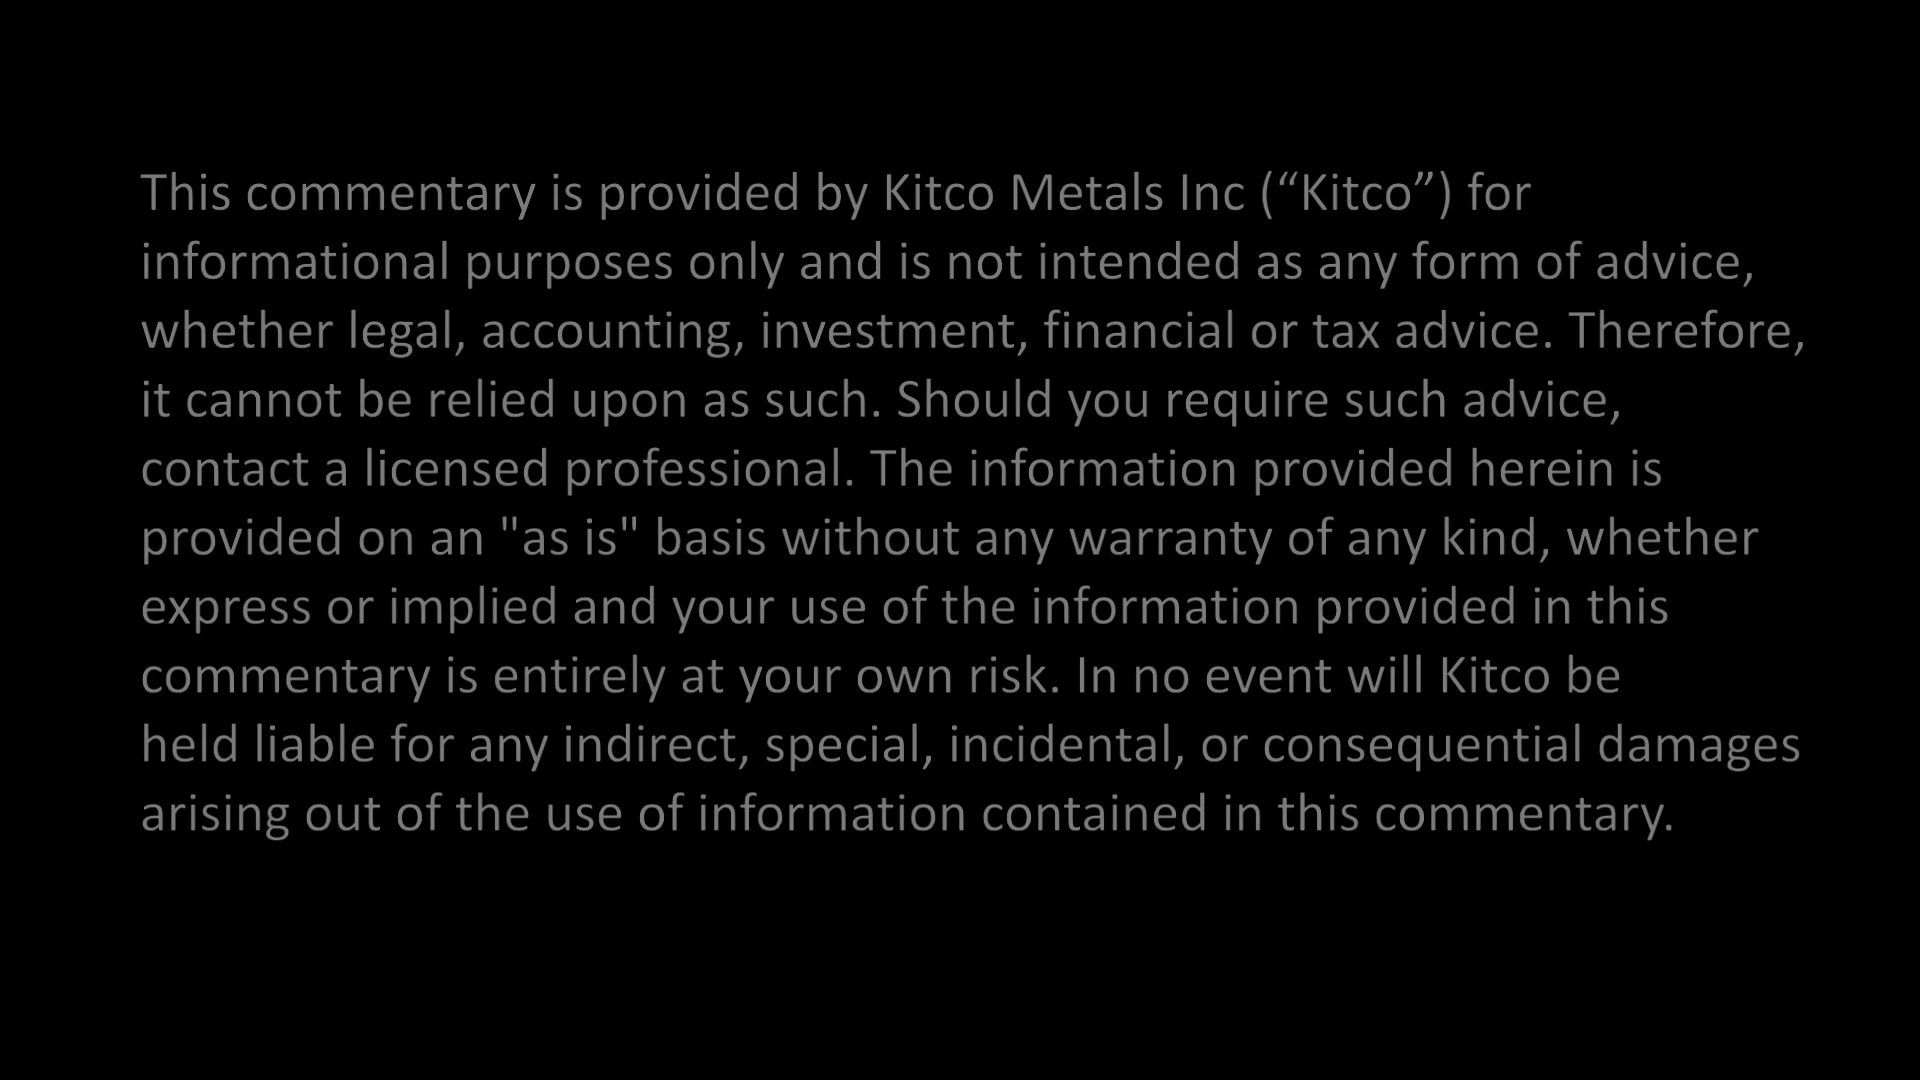 This commentary is provided by Kitco Metals Inc (“Kitco”) for
informational purposes only and is not intended as any form of advice,
whether legal, accounting, investment, financial or tax advice. Therefore,
it cannot be relied upon as such. Should you require such advice,
contact a licensed professional. The information provided herein is
provided on an "as is" basis without any warranty of any kind, whether
express or implied and your use of the information provided in this
commentary is entirely at your own risk. In no event will Kitco be
held liable for any indirect, special, incidental, or consequential damages
arising out of the use of information contained in this commentary.